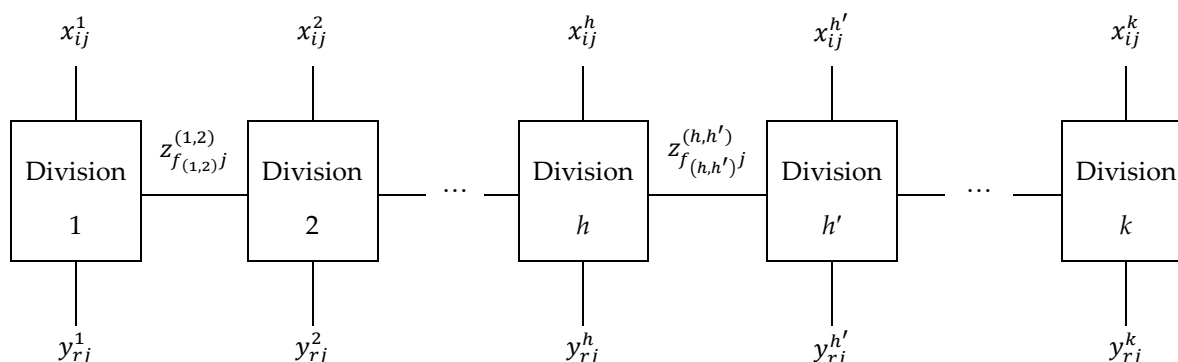 x_{ij}^{1} x_{ij}^{2} x_{ij}^{h} x_{ij}^{h′} x_{ij}^{k}
z_{f_{(1,2)}j}^{(1,2)} z_{f_{(h,h′)}j}^{(h,h′)}
Division Division Division Division Division
... ...
1 2 h h′ k
y_{rj}^{1} y_{rj}^{2} y_{rj}^{h} y_{rj}^{h′} y_{rj}^{k}